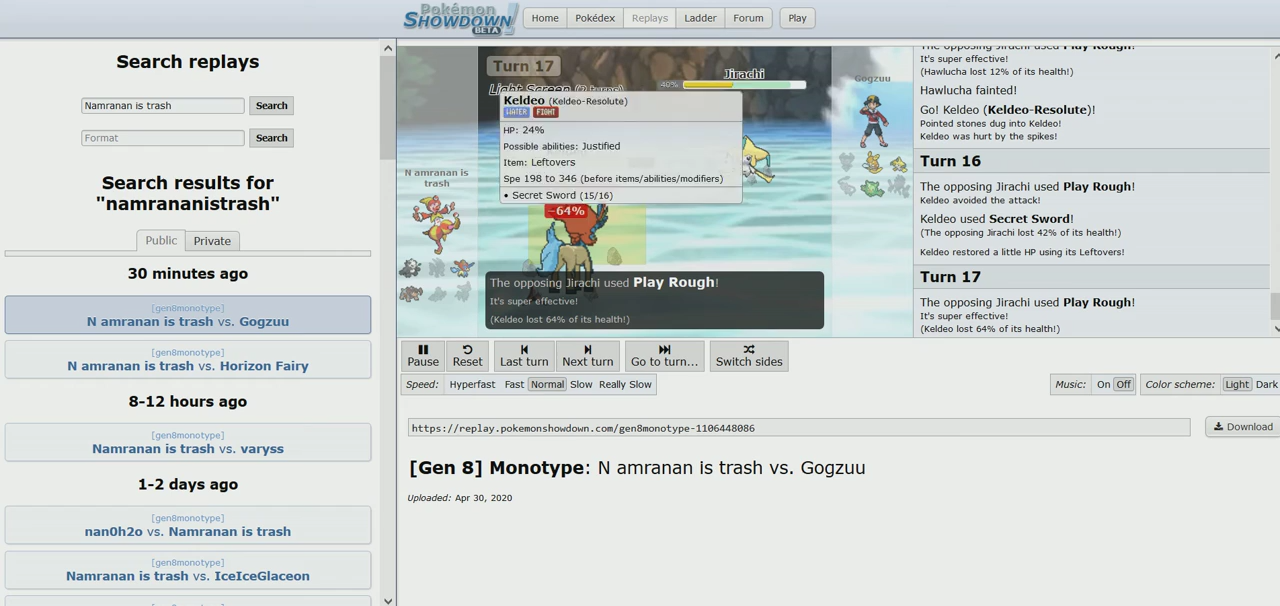 Pokémon
SHOWDOWN!
BETA
Home
Pokédex
Replays
Ladder
Forum
Play
Search replays
Namranan is trash
Search
Format
Search
Search results for
"namrananistrash"
Public
Private
30 minutes ago
[gen8monotype]
N amranan is trash vs. Gogzuu
[gen8monotype]
N amranan is trash vs. Horizon Fairy
8-12 hours ago
[gen8monotype]
Namranan is trash vs. varyss
1-2 days ago
[gen8monotype]
nan0h2o vs. Namranan is trash
[gen8monotype]
Namranan is trash vs. IceIceGlaceon
Turn 17
Jirachi
Light Screen
40%
Gogzuu
Keldeo (Keldeo-Resolute)
WATER FIGHT
HP: 24%
Possible abilities: Justified
Item: Leftovers
Spe 198 to 346 (before items/abilities/modifiers)
• Secret Sword (15/16)
N amranan is
trash
−64%
The opposing Jirachi used Play Rough!
It's super effective!
(Keldeo lost 64% of its health!)
The opposing Jirachi used Play Rough!
It's super effective!
(Hawlucha lost 12% of its health!)
Hawlucha fainted!
Go! Keldeo (Keldeo-Resolute)!
Pointed stones dug into Keldeo!
Keldeo was hurt by the spikes!
Turn 16
The opposing Jirachi used Play Rough!
Keldeo avoided the attack!
Keldeo used Secret Sword!
(The opposing Jirachi lost 42% of its health!)
Keldeo restored a little HP using its Leftovers!
Turn 17
The opposing Jirachi used Play Rough!
It's super effective!
(Keldeo lost 64% of its health!)
Pause
Reset
Last turn
Next turn
Go to turn...
Switch sides
Speed: Hyperfast Fast Normal Slow Really Slow
Music: On Off
Color scheme: Light Dark
https://replay.pokemonshowdown.com/gen8monotype-1106448086
Download
[Gen 8] Monotype: N amranan is trash vs. Gogzuu
Uploaded: Apr 30, 2020